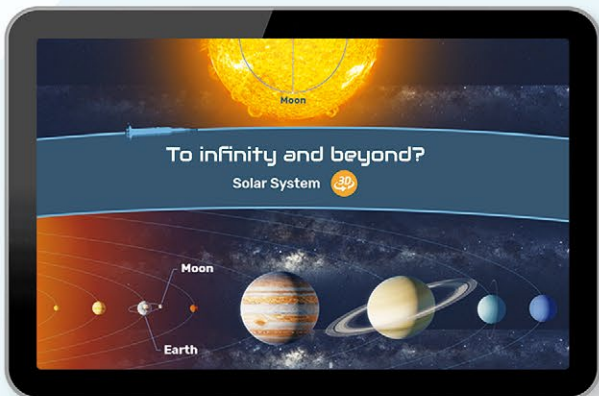 Moon
To infinity and beyond?
Solar System 3D
Moon
Earth